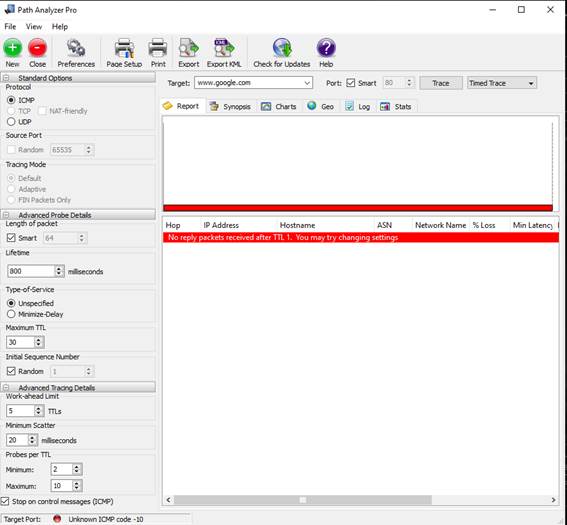 Path Analyzer Pro
File View Help
New Close Preferences Page Setup Print Export Export KML Check for Updates Help
Standard Options
Protocol
ICMP
TCP NAT-friendly
UDP
Source Port
Random 65535
Tracing Mode
Default
Adaptive
FIN Packets Only
Advanced Probe Details
Length of packet
Smart 64
Lifetime
800 milliseconds
Type-of-Service
Unspecified
Minimize-Delay
Maximum TTL
30
Initial Sequence Number
Random 1
Advanced Tracing Details
Work-ahead Limit
5 TTLs
Minimum Scatter
20 milliseconds
Probes per TTL
Minimum: 2
Maximum: 10
Stop on control messages (ICMP)
Target: www.google.com Port: Smart 80 Trace Timed Trace
Report Synopsis Charts Geo Log Stats
Hop IP Address Hostname ASN Network Name % Loss Min Latency
No reply packets received after TTL 1. You may try changing settings
Target Port: Unknown ICMP code -10